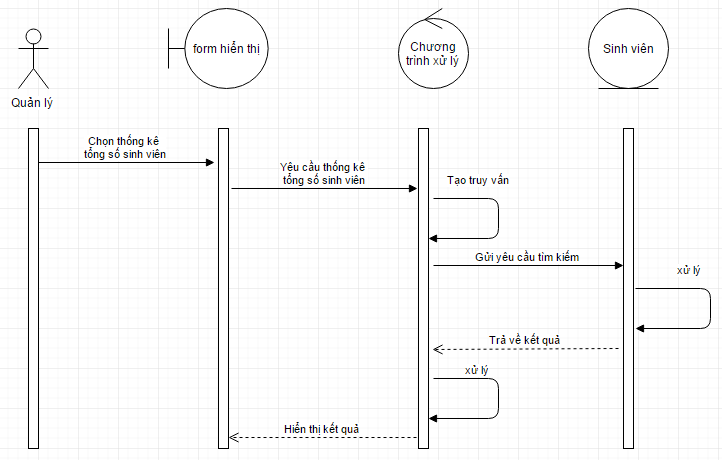 form hiển thị
Chương
trình xử lý
Sinh viên
Quản lý
Chọn thống kê
tổng số sinh viên
Yêu cầu thống kê
tổng số sinh viên
Tạo truy vấn
Gửi yêu cầu tìm kiếm
xử lý
Trả về kết quả
xử lý
Hiển thị kết quả